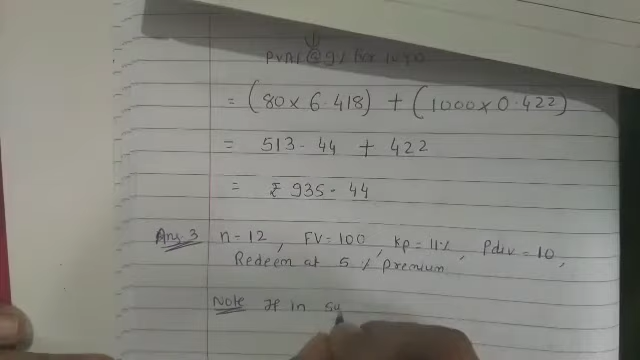 = (80 x 6.418) + (1000 x 0.422)
= 513.44 + 422
= ₹ 935.44
Ans.3 n=12, FV=100, Kp=11%, Pdiv=10,
Redeem at 5% premium
Note If in